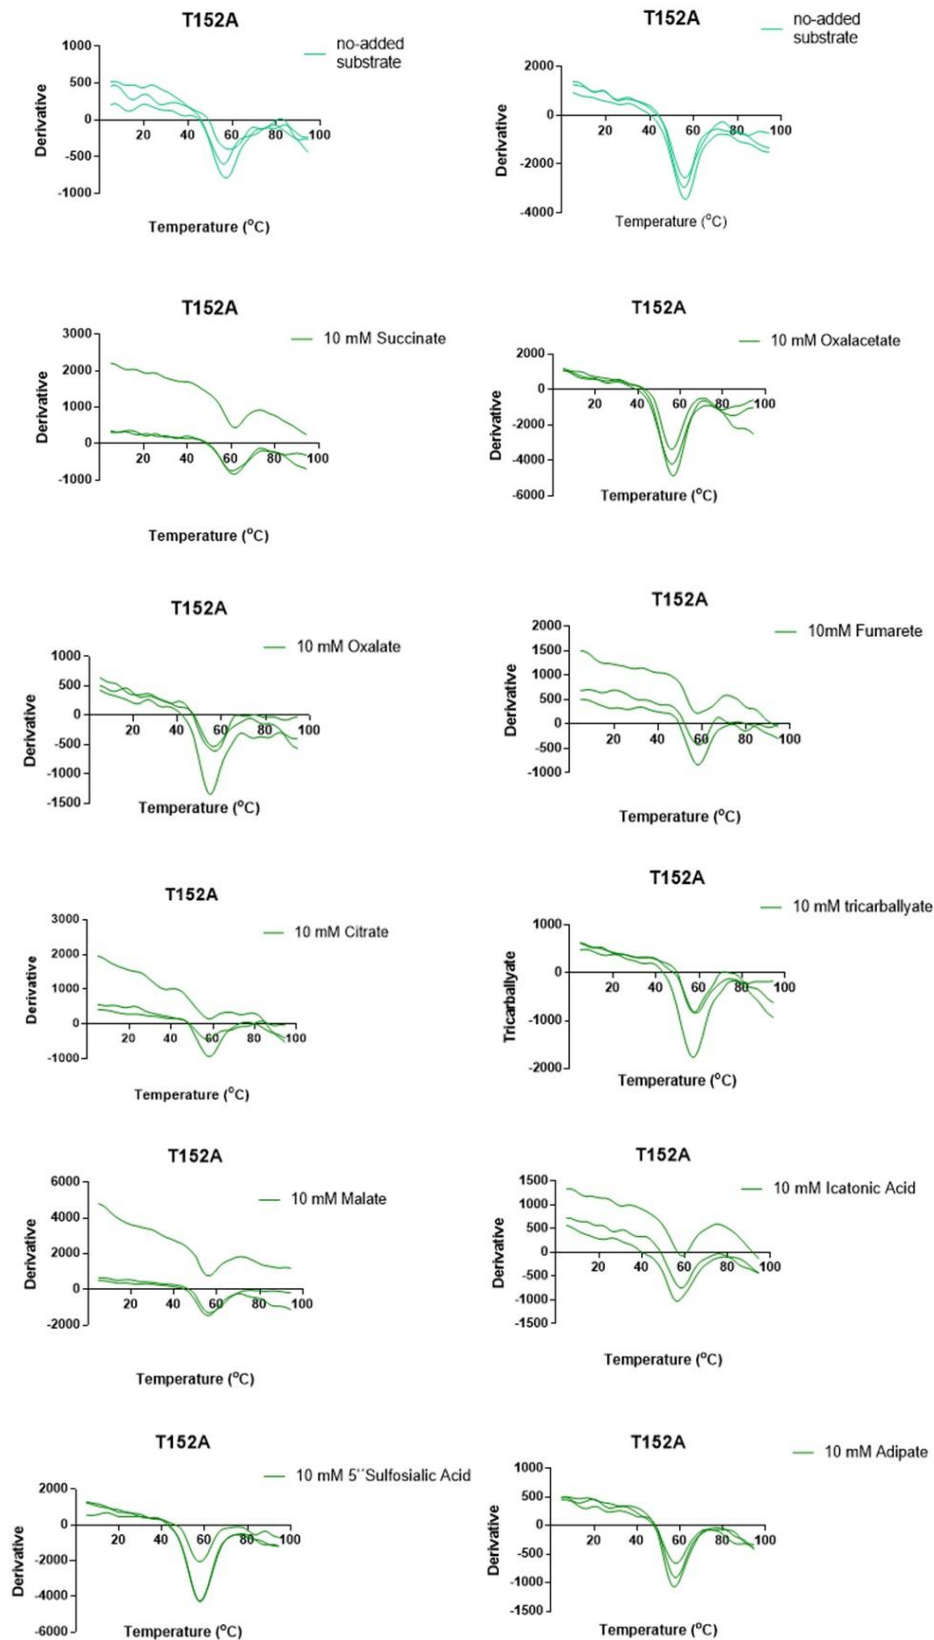 T152A
no-added
substrate
1000
500
0
-500
-1000
20
40
60
80
100
Derivative
Temperature (°C)
T152A
no-added
substrate
2000
0
-2000
-4000
20
40
60
80
100
Derivative
Temperature (°C)
T152A
10 mM Succinate
3000
2000
1000
0
-1000
20
40
60
80
100
Derivative
Temperature (°C)
T152A
10 mM Oxalacetate
2000
0
-2000
-4000
-6000
20
40
60
80
100
Derivative
Temperature (°C)
T152A
10 mM Oxalate
1000
500
0
-500
-1000
-1500
20
40
60
80
100
Derivative
Temperature (°C)
T152A
10mM Fumarete
2000
1500
1000
500
0
-500
-1000
20
40
60
80
100
Derivative
Temperature (°C)
T152A
10 mM Citrate
3000
2000
1000
0
-1000
20
40
60
80
100
Derivative
Temperature (°C)
T152A
10 mM tricarballyate
1000
0
-1000
-2000
20
40
60
80
100
Tricarballyate
Temperature (°C)
T152A
10 mM Malate
6000
4000
2000
0
-2000
20
40
60
80
100
Derivative
Temperature (°C)
T152A
10 mM Icatonic Acid
1500
1000
500
0
-500
-1000
-1500
20
40
60
80
100
Derivative
Temperature (°C)
T152A
10 mM 5´´Sulfosialic Acid
2000
0
-2000
-4000
-6000
20
40
60
80
100
Derivative
Temperature (°C)
T152A
10 mM Adipate
1000
500
0
-500
-1000
-1500
20
40
60
80
100
Derivative
Temperature (°C)